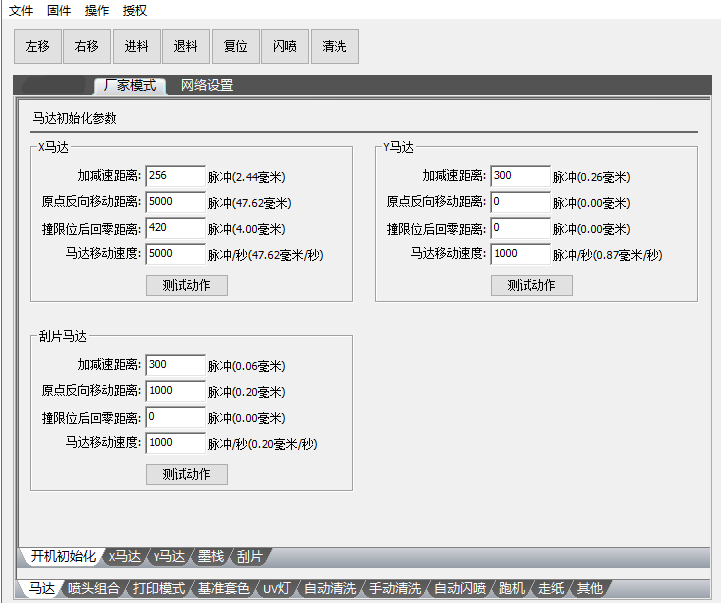 文件 固件 操作 授权
左移 右移 进料 退料 复位 闪喷 清洗
厂家模式 网络设置
马达初始化参数
X马达
加减速距离: 256 脉冲(2.44毫米)
原点反向移动距离: 5000 脉冲(47.62毫米)
撞限位后回零距离: 420 脉冲(4.00毫米)
马达移动速度: 5000 脉冲/秒(47.62毫米/秒)
测试动作
Y马达
加减速距离: 300 脉冲(0.26毫米)
原点反向移动距离: 0 脉冲(0.00毫米)
撞限位后回零距离: 0 脉冲(0.00毫米)
马达移动速度: 1000 脉冲/秒(0.87毫米/秒)
测试动作
刮片马达
加减速距离: 300 脉冲(0.06毫米)
原点反向移动距离: 1000 脉冲(0.20毫米)
撞限位后回零距离: 0 脉冲(0.00毫米)
马达移动速度: 1000 脉冲/秒(0.20毫米/秒)
测试动作
开机初始化 X马达 Y马达 墨栈 刮片
马达 喷头组合 打印模式 基准套色 UV灯 自动清洗 手动清洗 自动闪喷 跑机 走纸 其他